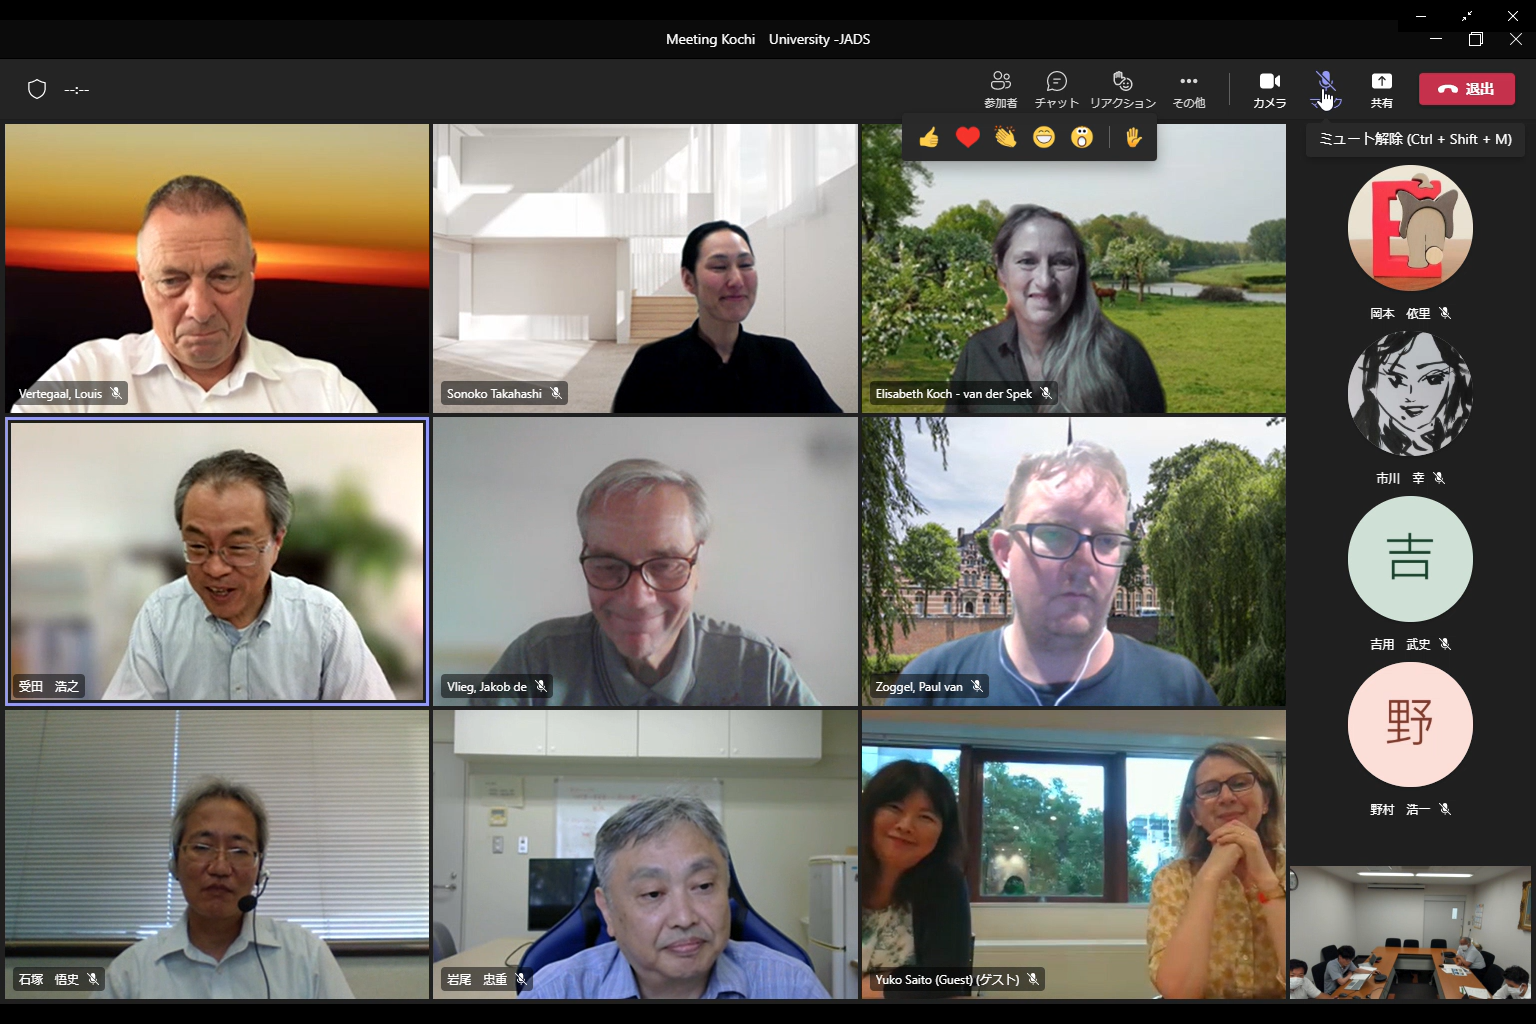 Meeting Kochi University -JADS
--:--
参加者 チャット リアクション その他 カメラ マイク 共有 退出
ミュート解除 (Ctrl + Shift + M)
Vertegaal, Louis
Sonoko Takahashi
Elisabeth Koch - van der Spek
岡本 依里
市川 幸
受田 浩之
Vlieg, Jakob de
Zoggel, Paul van
吉
吉用 武史
野
野村 浩一
石塚 悟史
岩尾 忠重
Yuko Saito (Guest) (ゲスト)